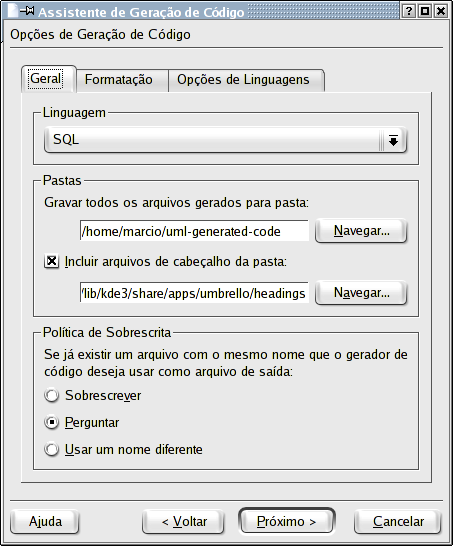 Assistente de Geração de Código
Opções de Geração de Código
Geral Formatação Opções de Linguagens
Linguagem
SQL
Pastas
Gravar todos os arquivos gerados para pasta:
/home/marcio/uml-generated-code Navegar...
Incluir arquivos de cabeçalho da pasta:
/lib/kde3/share/apps/umbrello/headings Navegar...
Política de Sobrescrita
Se já existir um arquivo com o mesmo nome que o gerador de
código deseja usar como arquivo de saída:
Sobrescrever
Perguntar
Usar um nome diferente
Ajuda < Voltar Próximo > Cancelar